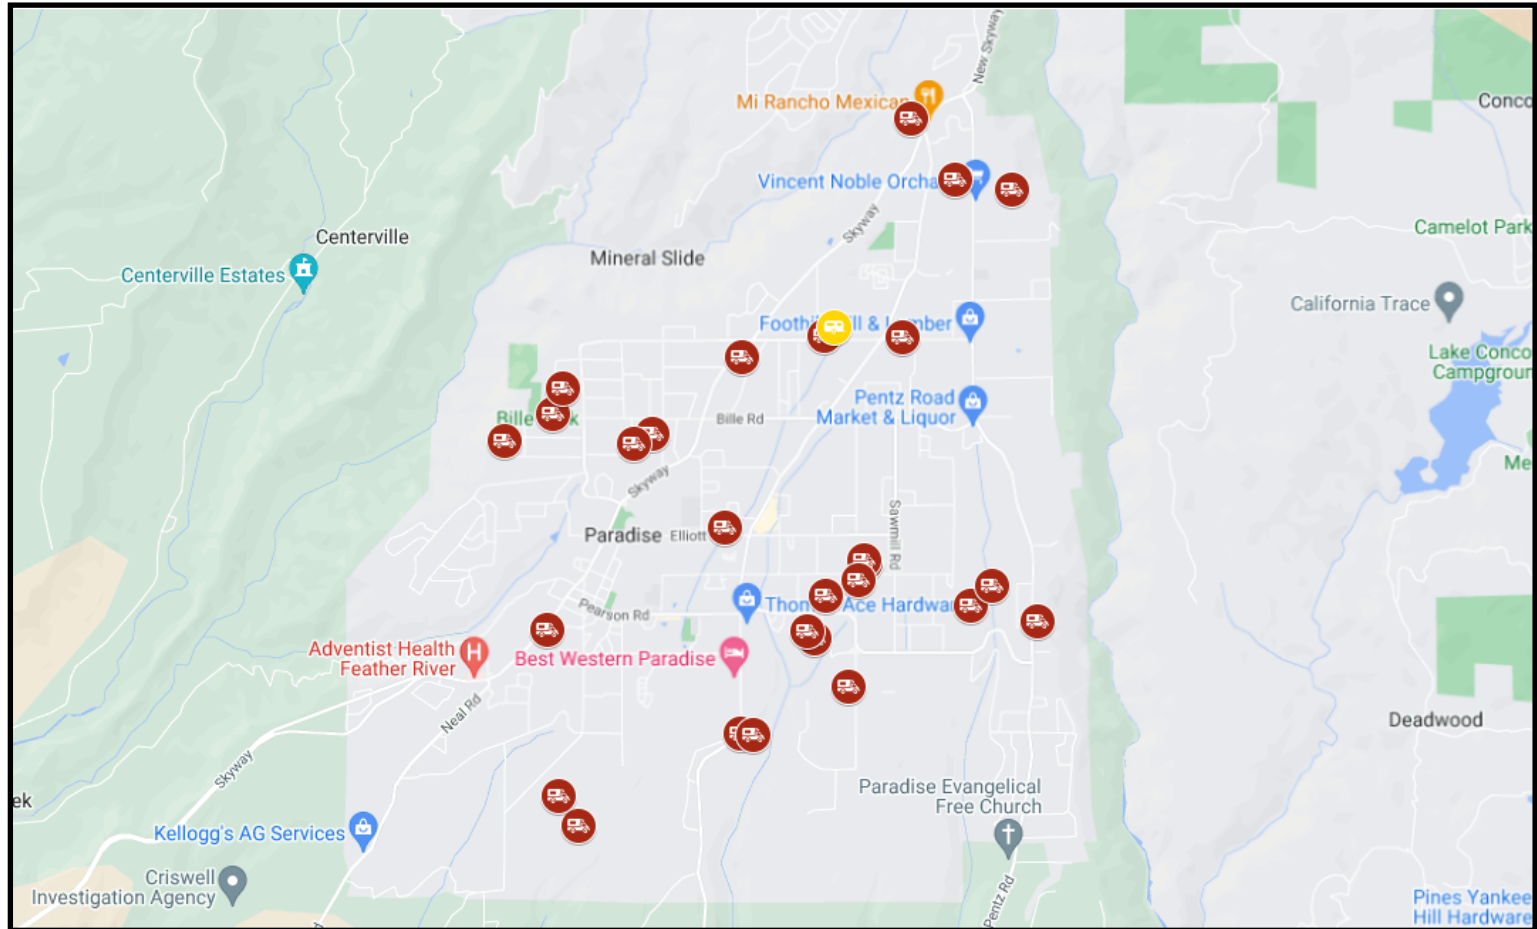 New Skyway
Mi Rancho Mexican
Conco
Vincent Noble Orcha
Skyway
Camelot Park
Centerville
Mineral Slide
Centerville Estates
California Trace
Foothi ll & L mber
Lake Conco
Campgroun
Pentz Road
Market & Liquor
Bille k
Bille Rd
Me
Skyway
Sawmill Rd
Paradise
Elliott
Thom Ace Hardwa
Pearson Rd
Adventist Health
Feather River
Best Western Paradise
Neal Rd
Deadwood
Skyway
Paradise Evangelical
Free Church
ek
Kellogg's AG Services
Criswell
Investigation Agency
Pentz Rd
Pines Yankee
Hill Hardware
d